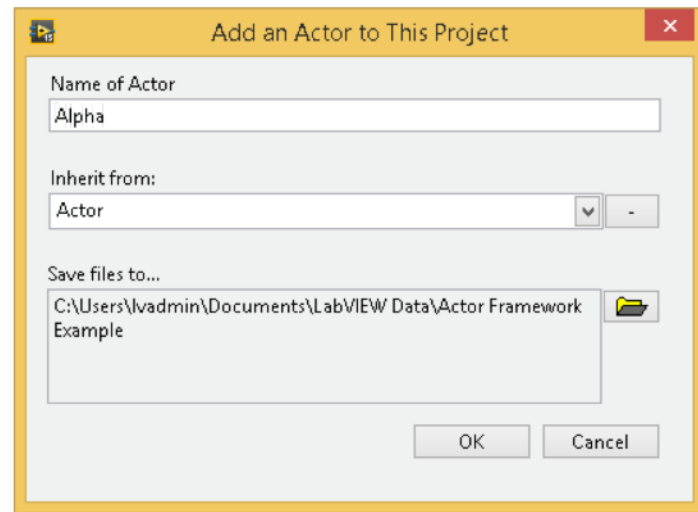 Add an Actor to This Project
Name of Actor
Alpha
Inherit from:
Actor
-
Save files to...
C:\Users\lvadmin\Documents\LabVIEW Data\Actor Framework
Example
OK
Cancel